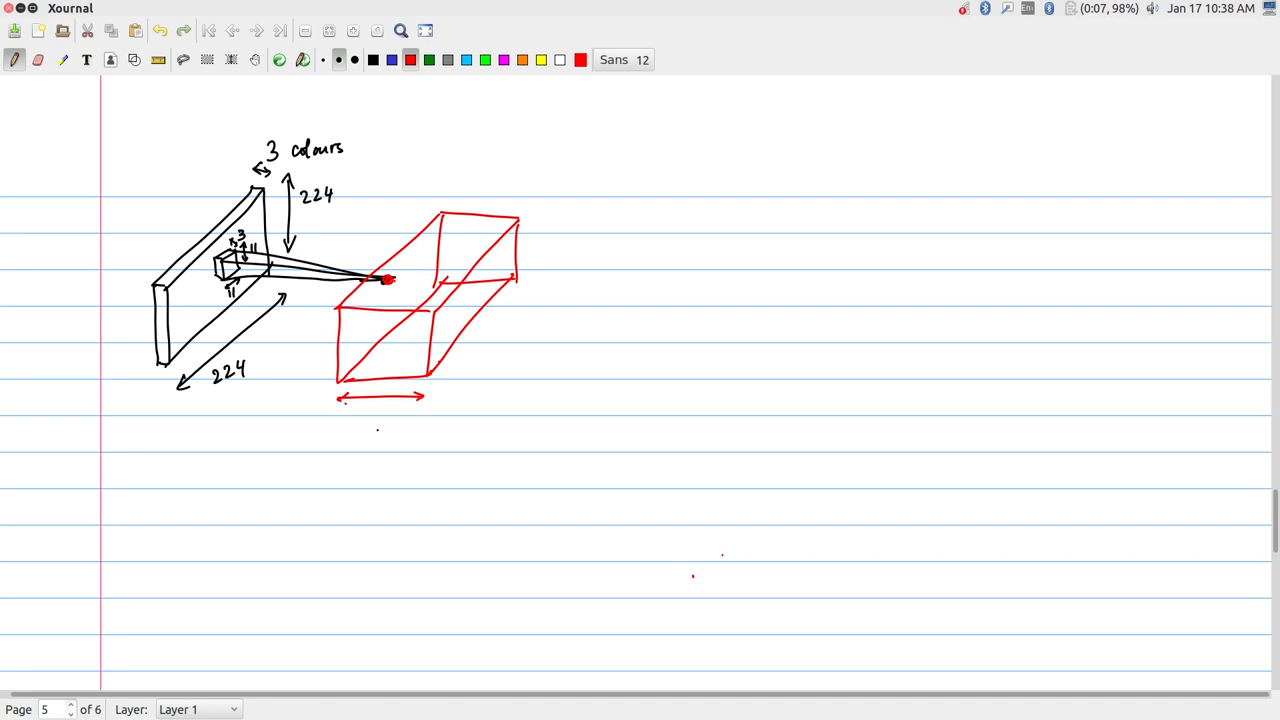 Xournal
En
(0:07, 98%)
Jan 17 10:38 AM
T
Sans 12
3 colours
224
3
11
11
224
Page 5 of 6 Layer: Layer 1